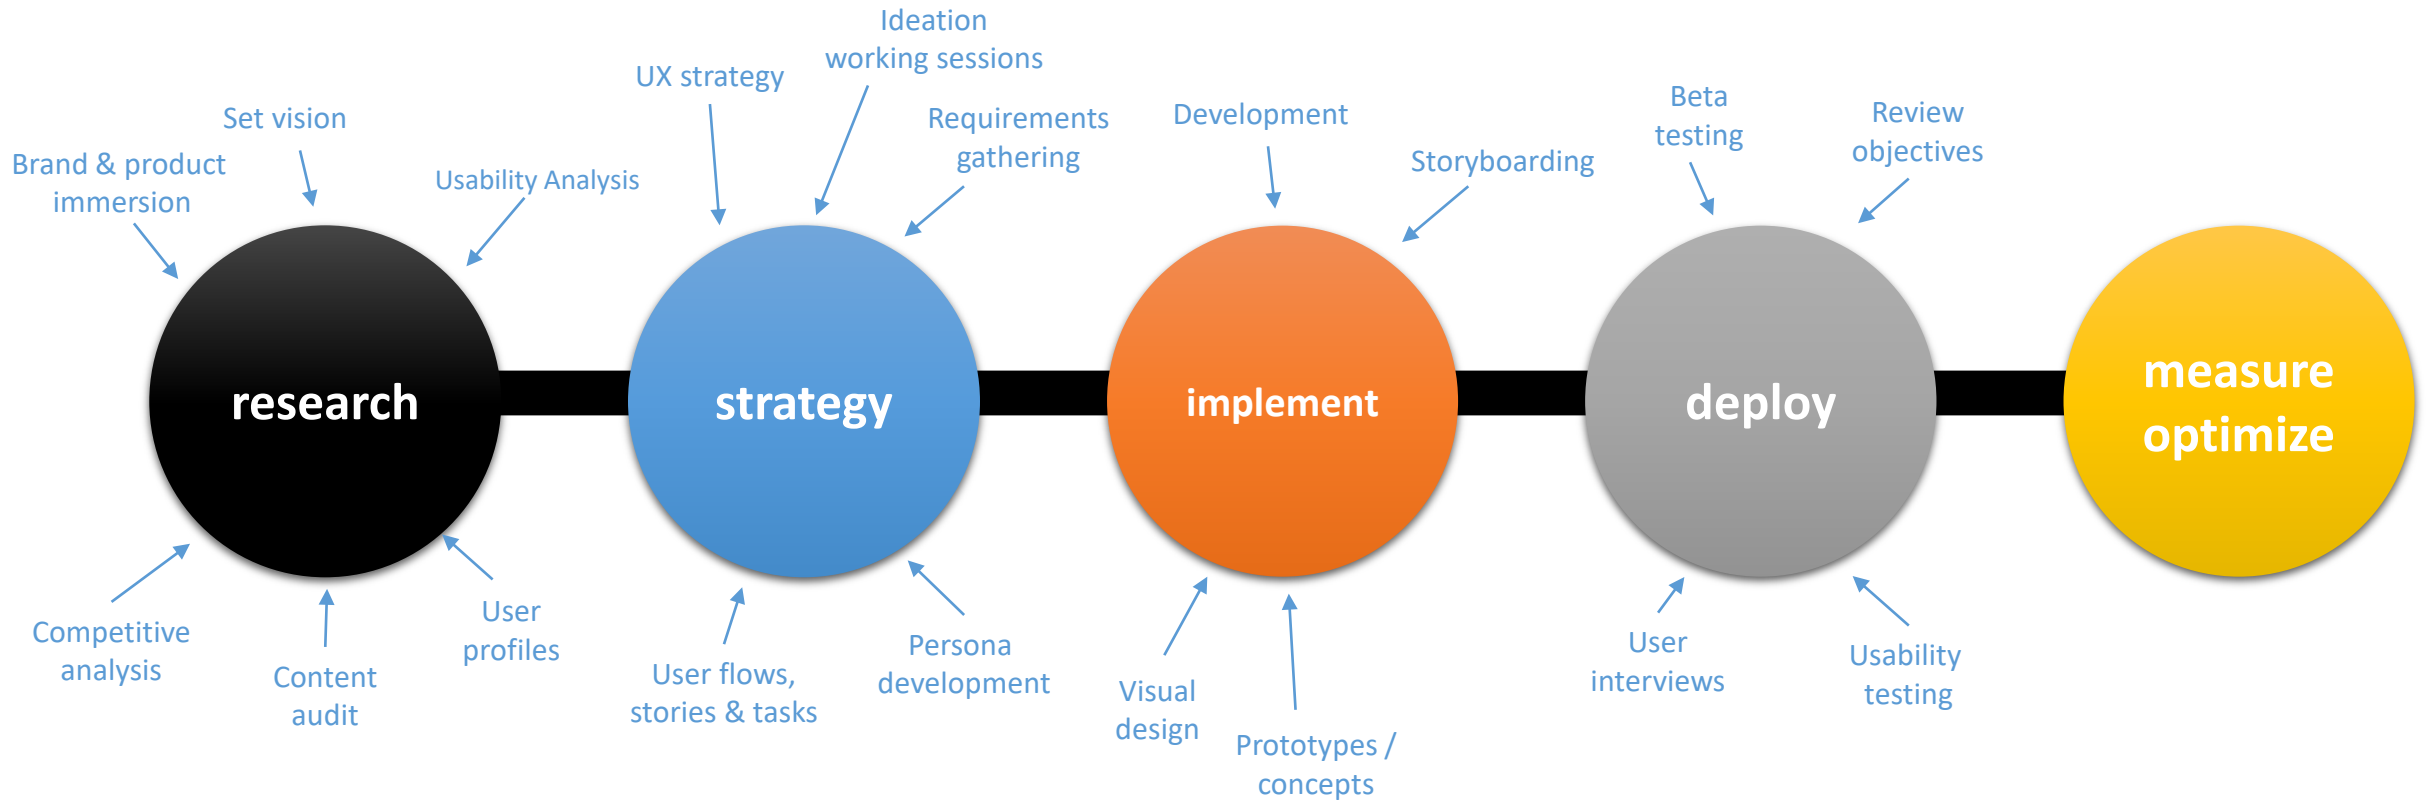 Set vision
Brand & product
immersion
Usability Analysis
research
Competitive
analysis
Content
audit
User
profiles
UX strategy
Ideation
working sessions
Requirements
gathering
strategy
User flows,
stories & tasks
Persona
development
Development
Storyboarding
implement
Visual
design
Prototypes /
concepts
Beta
testing
Review
objectives
deploy
User
interviews
Usability
testing
measure
optimize